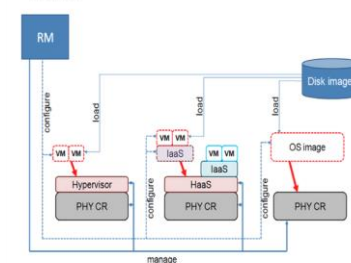 RM
Disk image
configure
load
load
load
VM VM
VM VM
IaaS
VM VM
IaaS
OS image
configure
configure
Hypervisor
PHY CR
HaaS
PHY CR
PHY CR
manage